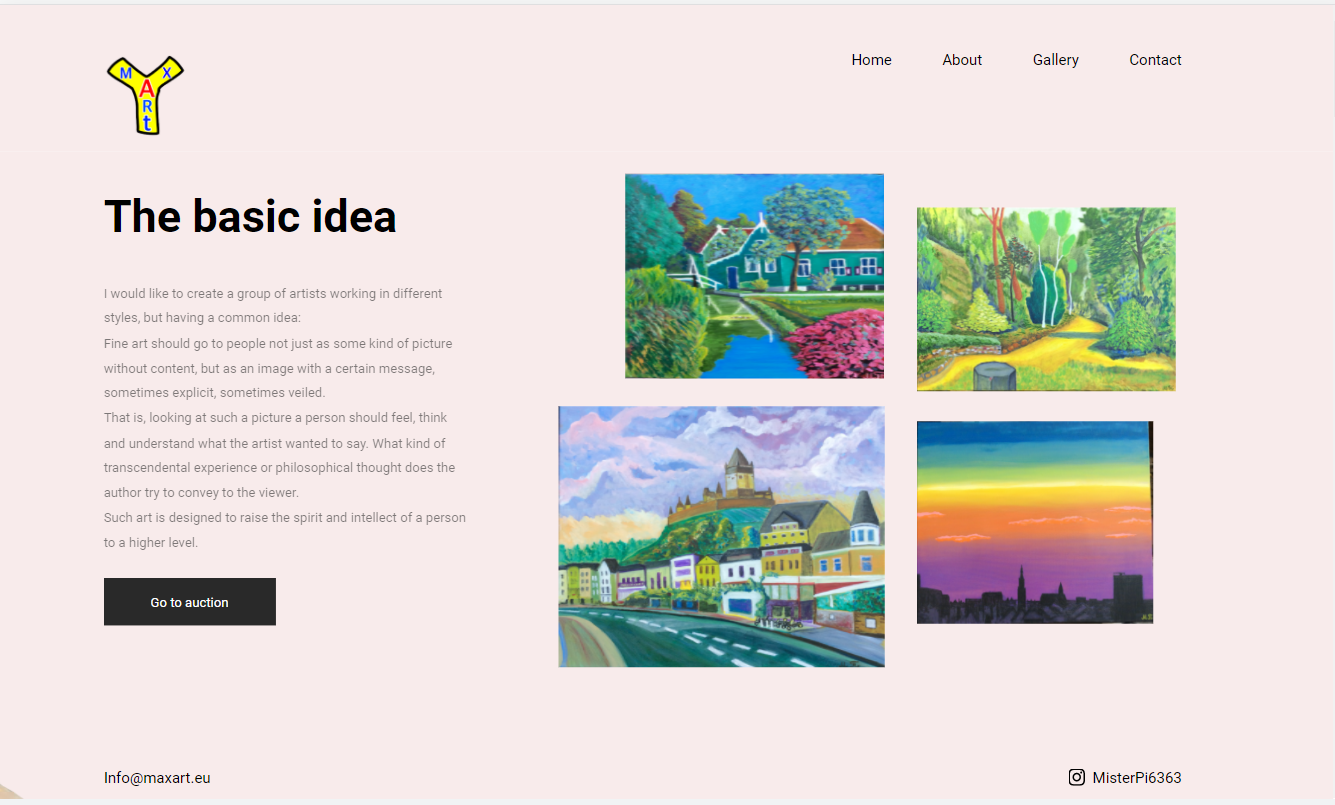 M A X
A
R
t
Home About Gallery Contact
The basic idea
I would like to create a group of artists working in different
styles, but having a common idea:
Fine art should go to people not just as some kind of picture
without content, but as an image with a certain message,
sometimes explicit, sometimes veiled.
That is, looking at such a picture a person should feel, think
and understand what the artist wanted to say. What kind of
transcendental experience or philosophical thought does the
author try to convey to the viewer.
Such art is designed to raise the spirit and intellect of a person
to a higher level.
Go to auction
Info@maxart.eu
MisterPi6363